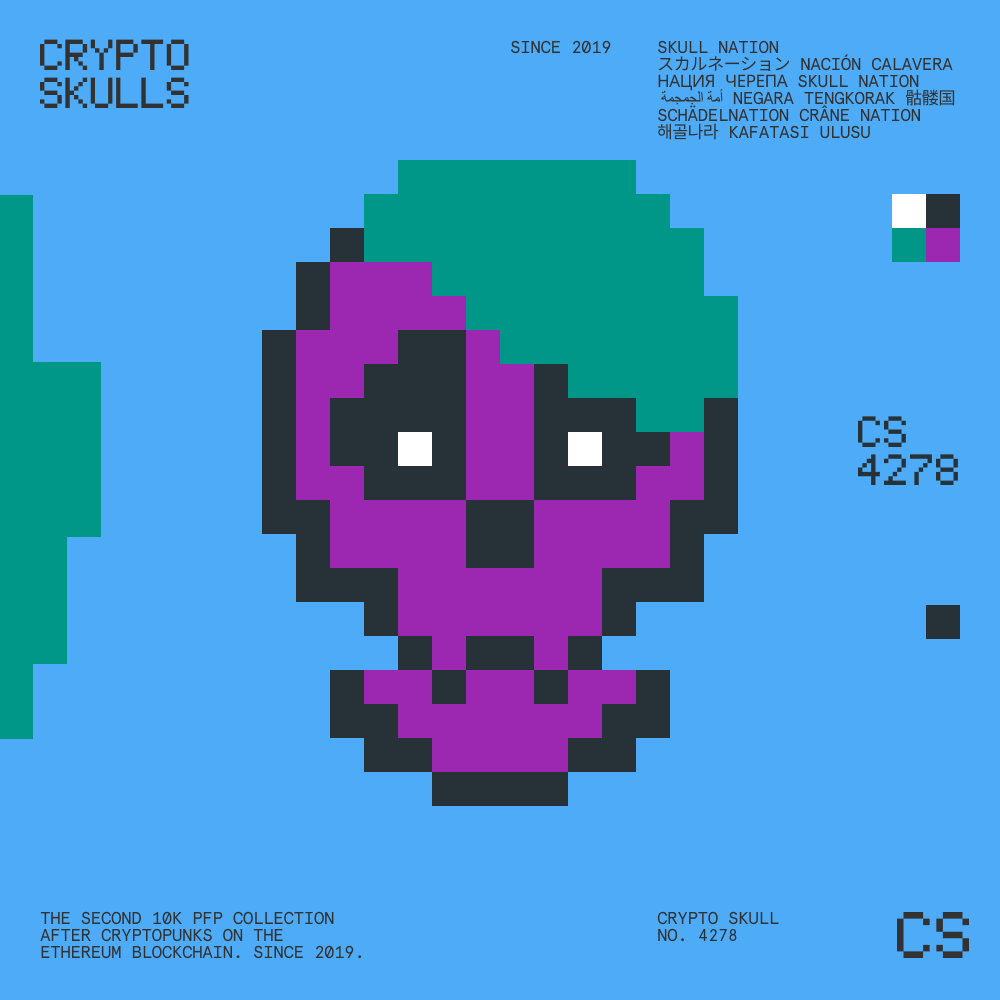 CRYPTO
SKULLS
SINCE 2019
SKULL NATION
スカルネーション NACIÓN CALAVERA
НАЦИЯ ЧЕРЕПА SKULL NATION
أمة الجمجمة NEGARA TENGKORAK 骷髅国
SCHÄDELNATION CRÂNE NATION
해골나라 KAFATASI ULUSU
CS
4278
THE SECOND 10K PFP COLLECTION
AFTER CRYPTOPUNKS ON THE
ETHEREUM BLOCKCHAIN. SINCE 2019.
CRYPTO SKULL
NO. 4278
CS